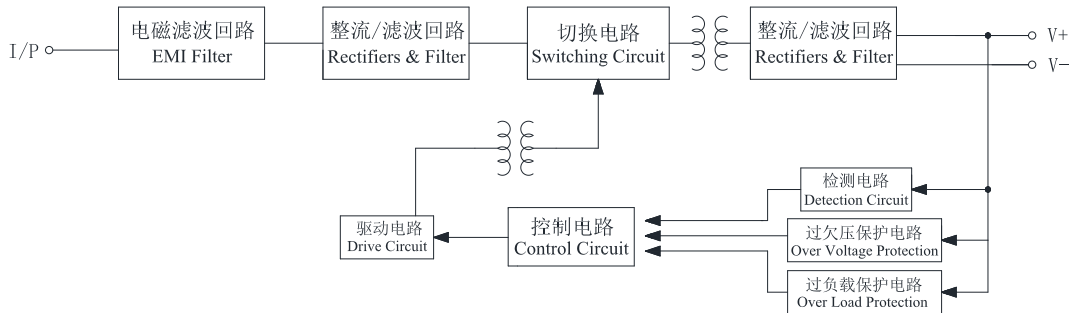 I/P
电磁滤波回路
EMI Filter
整流/滤波回路
Rectifiers & Filter
切换电路
Switching Circuit
整流/滤波回路
Rectifiers & Filter
V+
V-
检测电路
Detection Circuit
驱动电路
Drive Circuit
控制电路
Control Circuit
过欠压保护电路
Over Voltage Protection
过负载保护电路
Over Load Protection